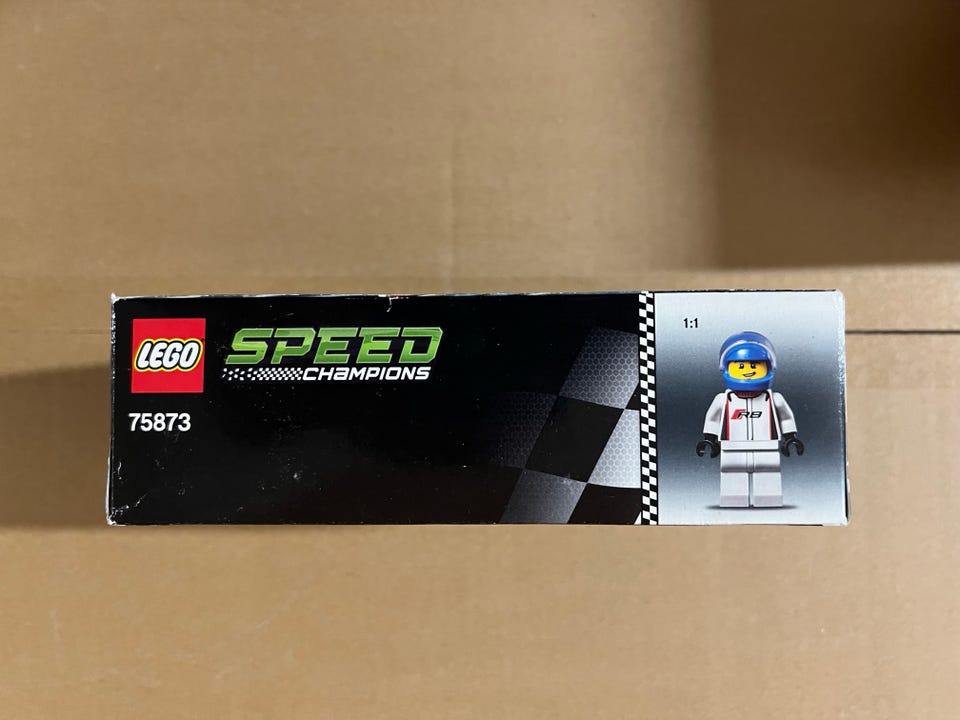 LEGO
SPEED
CHAMPIONS
75873
1:1
R8